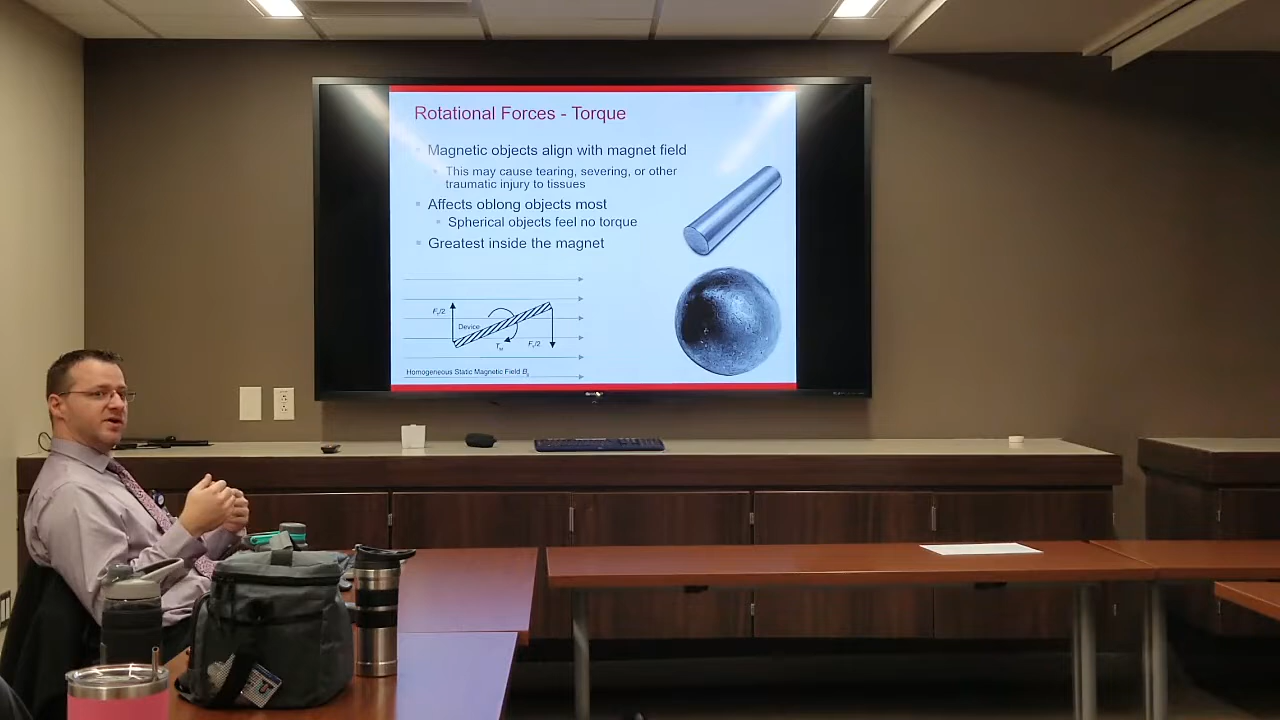 Rotational Forces - Torque
Magnetic objects align with magnet field
This may cause tearing, severing, or other
traumatic injury to tissues
Affects oblong objects most
Spherical objects feel no torque
Greatest inside the magnet
Device
Homogeneous Static Magnetic Field B